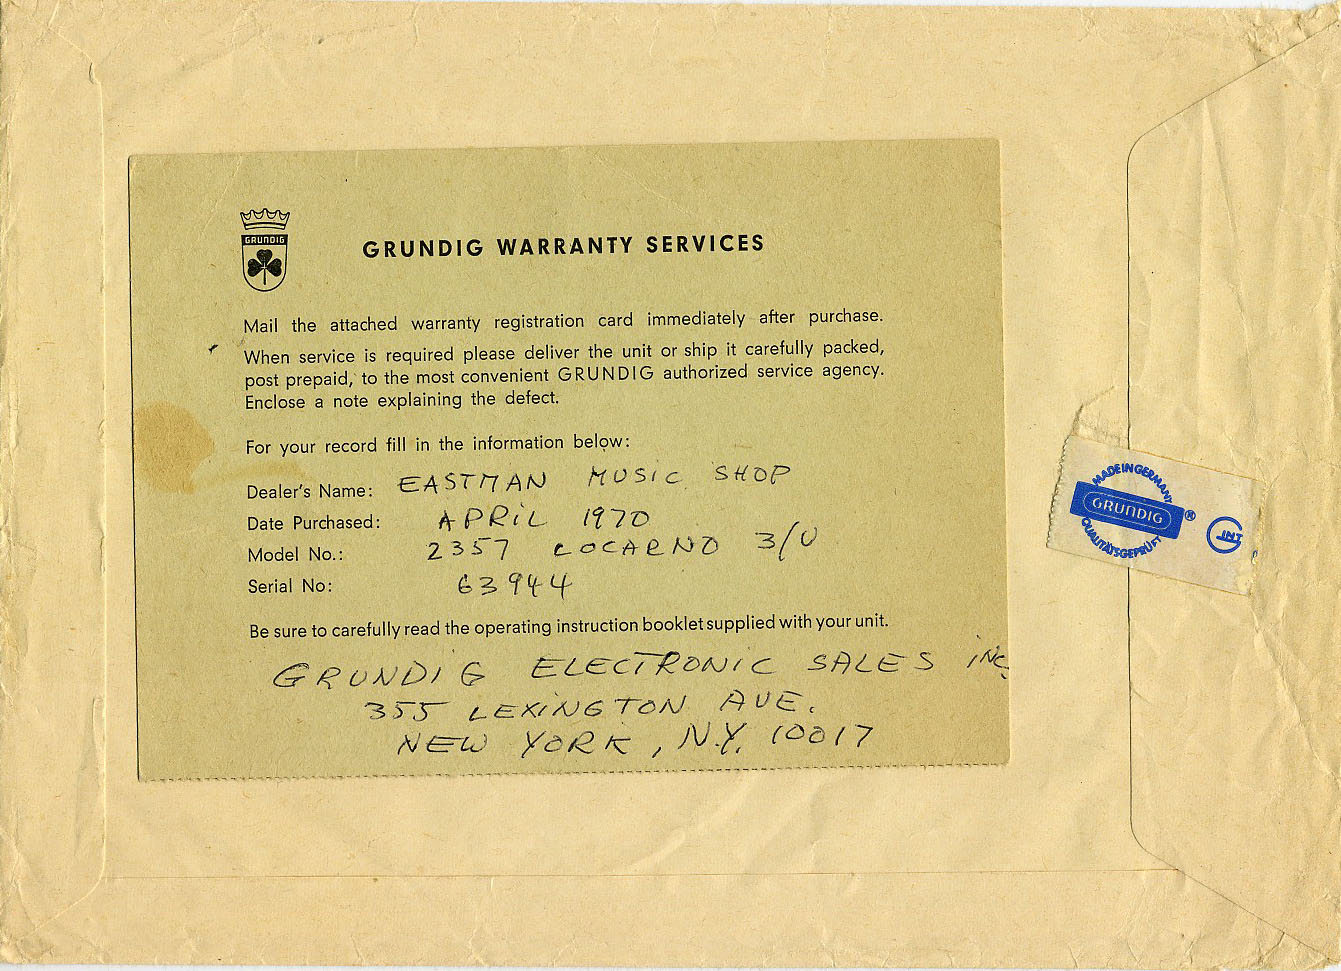 GRUNDIG
GRUNDIG WARRANTY SERVICES
Mail the attached warranty registration card immediately after purchase.
When service is required please deliver the unit or ship it carefully packed,
post prepaid, to the most convenient GRUNDIG authorized service agency.
Enclose a note explaining the defect.
For your record fill in the information below:
Dealer's Name: EASTMAN MUSIC SHOP
Date Purchased: APRIL 1970
Model No.: 2357 LOCARNO 3/U
Serial No: 63944
Be sure to carefully read the operating instruction booklet supplied with your unit.
GRUNDIG ELECTRONIC SALES INC.
355 LEXINGTON AVE.
NEW YORK, N.Y. 10017
MADE IN GERMANY
GRUNDIG ®
QUALITÄTSGEPRÜFT
INT